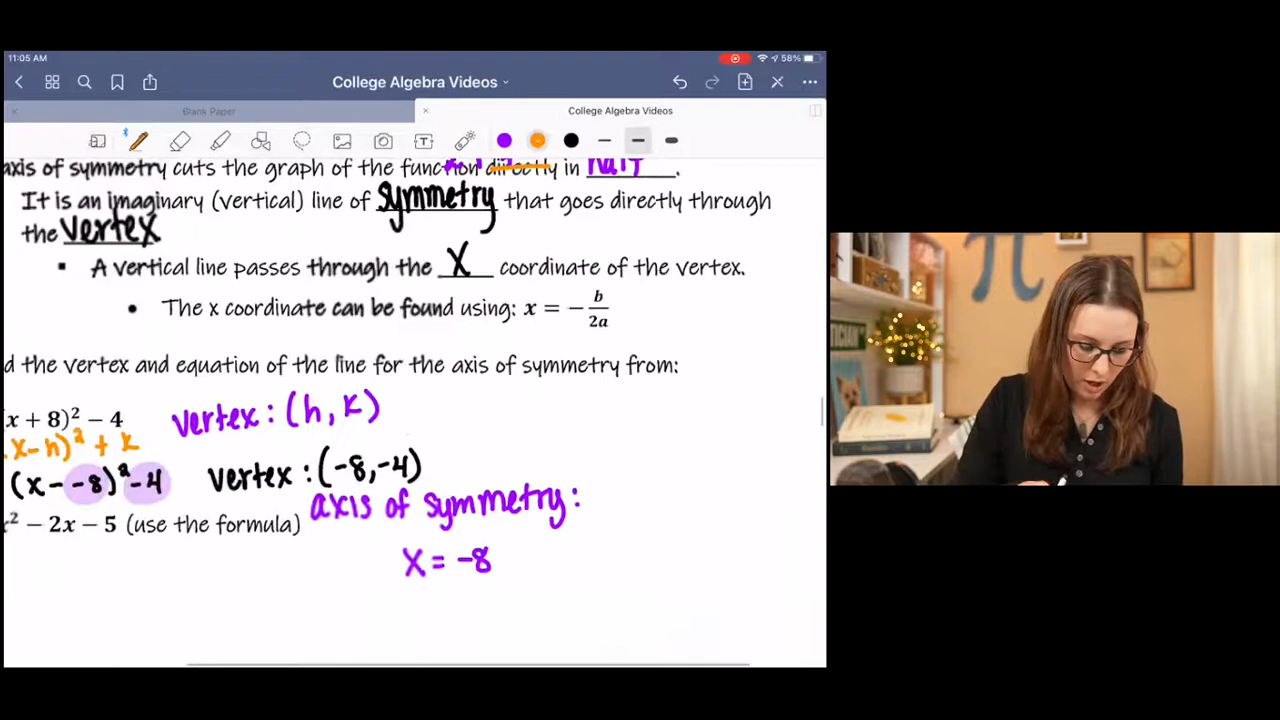 11:05 AM
58%
College Algebra Videos
Blank Paper
College Algebra Videos
axis of symmetry cuts the graph of the function directly in half.
It is an imaginary (vertical) line of symmetry that goes directly through
the vertex
▪ A vertical line passes through the X coordinate of the vertex.
• The x coordinate can be found using: x = − b/2a
d the vertex and equation of the line for the axis of symmetry from:
x + 8)² − 4
vertex: (h, k)
x-h)² + k
(x - -8)² -4
vertex: (-8,-4)
axis of symmetry:
² − 2x − 5 (use the formula)
X = -8